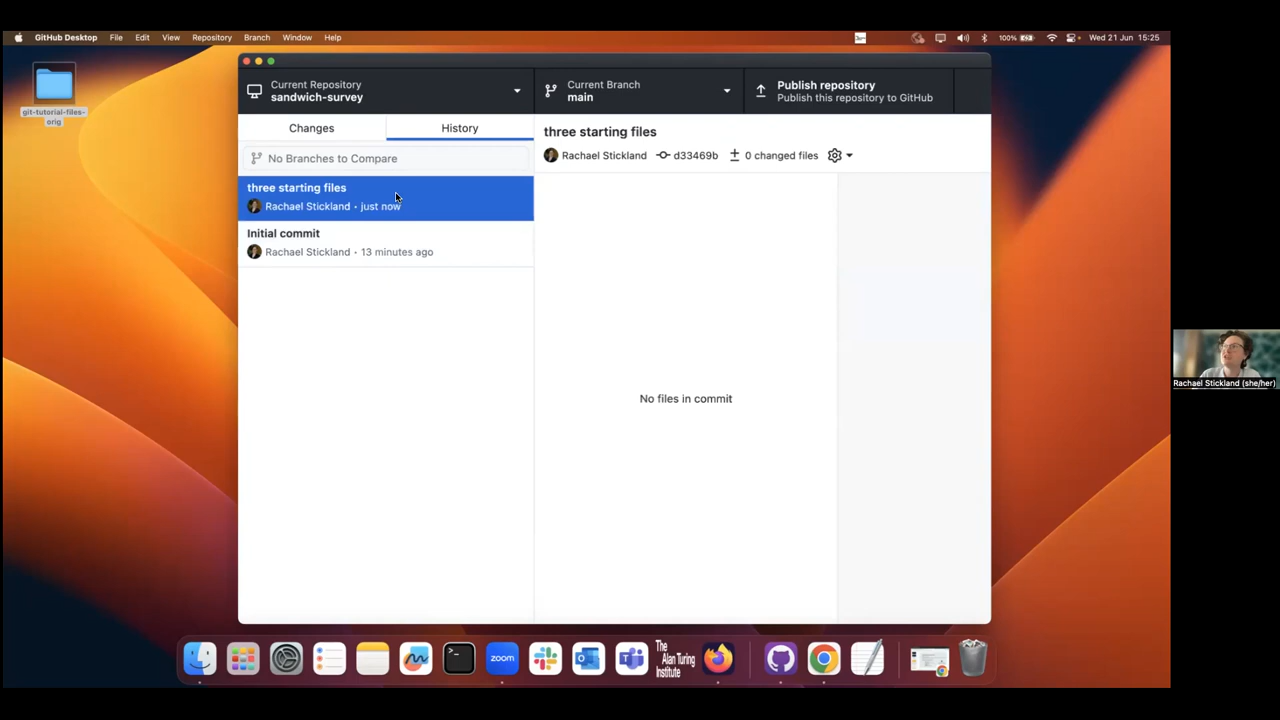 GitHub Desktop File Edit View Repository Branch Window Help 100% Wed 21 Jun 15:25
git-tutorial-files-
orig
Current Repository
sandwich-survey
Current Branch
main
Publish repository
Publish this repository to GitHub
Changes
History
No Branches to Compare
three starting files
Rachael Stickland • just now
Initial commit
Rachael Stickland • 13 minutes ago
three starting files
Rachael Stickland d33469b 0 changed files
No files in commit
Rachael Stickland (she/her)
zoom
The
Alan Turing
Institute